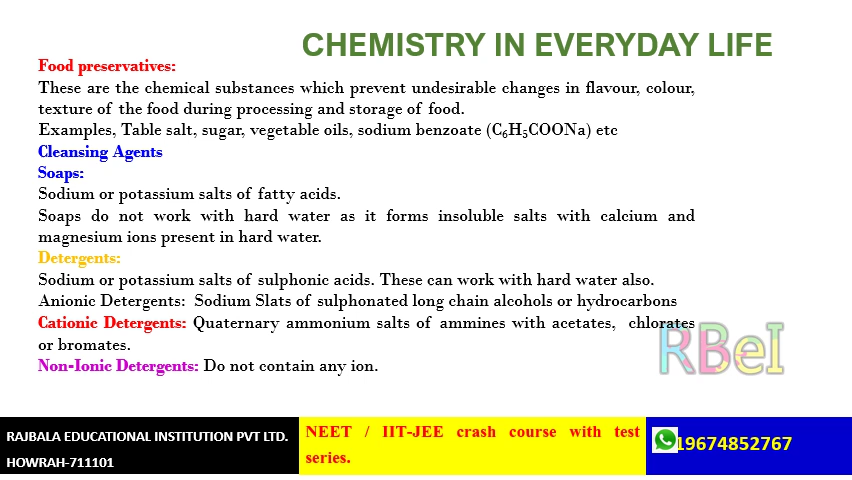 CHEMISTRY IN EVERYDAY LIFE
Food preservatives:
These are the chemical substances which prevent undesirable changes in flavour, colour,
texture of the food during processing and storage of food.
Examples, Table salt, sugar, vegetable oils, sodium benzoate (C₆H₅COONa) etc
Cleansing Agents
Soaps:
Sodium or potassium salts of fatty acids.
Soaps do not work with hard water as it forms insoluble salts with calcium and
magnesium ions present in hard water.
Detergents:
Sodium or potassium salts of sulphonic acids. These can work with hard water also.
Anionic Detergents: Sodium Slats of sulphonated long chain alcohols or hydrocarbons
Cationic Detergents: Quaternary ammonium salts of ammines with acetates, chlorates
or bromates.
Non-Ionic Detergents: Do not contain any ion.
RBeI
RAJBALA EDUCATIONAL INSTITUTION PVT LTD.
HOWRAH-711101
NEET / IIT-JEE crash course with test
series.
19674852767